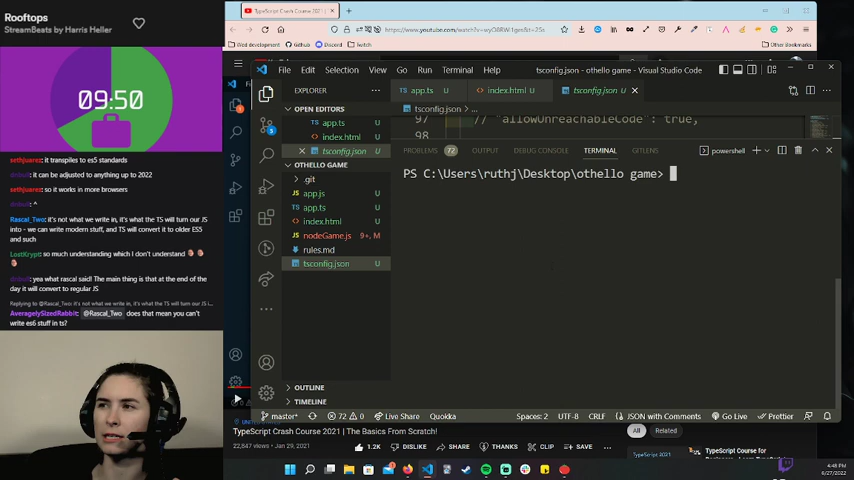 Rooftops
StreamBeats by Harris Heller
09:50
sethjuarez: it transpiles to es5 standards
: it can be adjusted to anything up to 2022
sethjuarez: so it works in more browsers
: ^
Rascal_Two: it's not what we write in, it's what the TS will turn our JS
into - we can write modern stuff, and TS will convert it to older ES5
and such
LostKrypt: so much understanding which I don't understand
: yea what rascal said! The main thing is that at the end of the
day it will convert to regular JS
Replying to @Rascal_Two: it's not what we write in, it's what the TS will turn our JS i...
AveragelySizedRabbit: @Rascal_Two does that mean you can't
write es6 stuff in ts?
TypeScript Crash Course 2021 |
https://www.youtube.com/watch?v=
Web development
Github
Discord
Twitch
Other Bookmarks
File Edit Selection View Go Run Terminal Help
tsconfig.json - othello game - Visual Studio Code
EXPLORER
app.ts U
index.html U
tsconfig.json U
tsconfig.json > ...
OPEN EDITORS
app.ts U
index.html U
tsconfig.json U
OTHELLO GAME
.git
app.js U
app.ts U
index.html U
nodeGame.js 9+, M
rules.md
tsconfig.json U
OUTLINE
TIMELINE
97 // "allowUnreachableCode": true,
98
PROBLEMS 72 OUTPUT DEBUG CONSOLE TERMINAL GITLENS
powershell
PS C:\Users\ruthj\Desktop\othello game>
master* 72 0 Live Share Quokka Spaces: 2 UTF-8 CRLF JSON with Comments Go Live Prettier
TypeScript Crash Course 2021 | The Basics From Scratch!
22,647 views • Jan 29, 2021
1.2K DISLIKE SHARE THANKS CLIP SAVE
All Related
TypeScript Course for
4:48 PM
6/27/2022